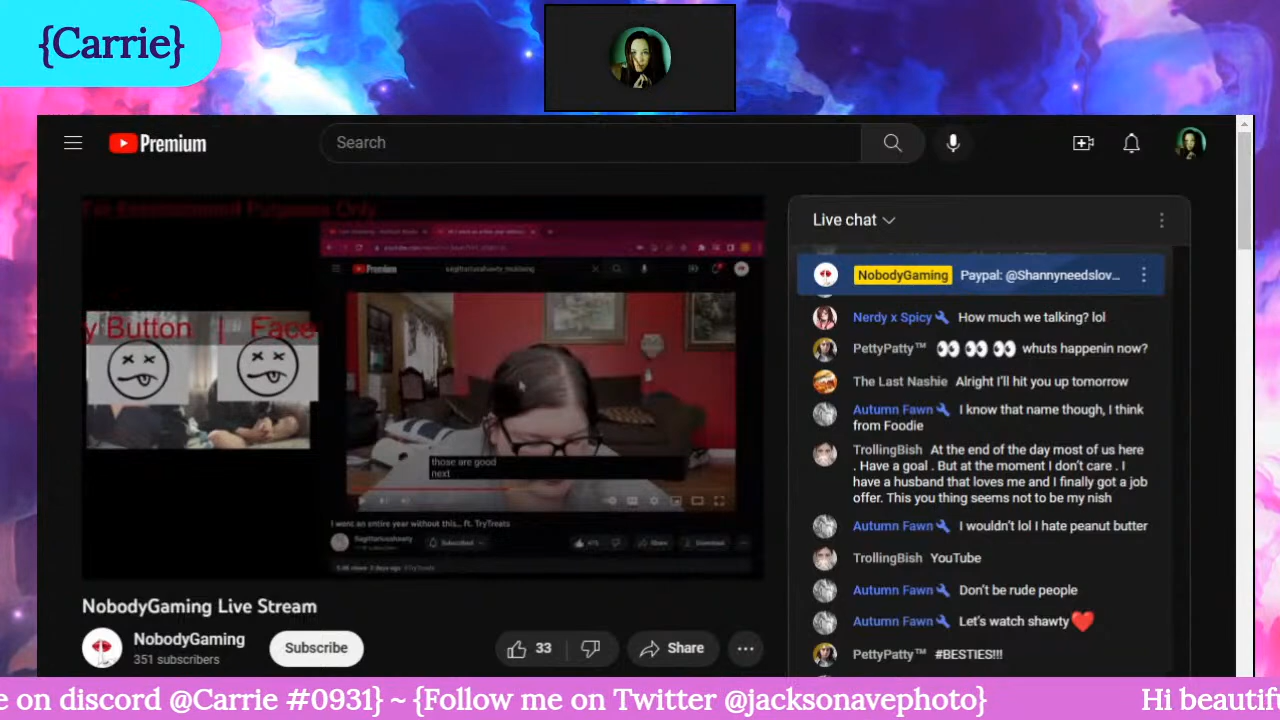 {Carrie}
Premium
Search
For Entertainment Purposes Only
y Button | Face
Premium
those are good
next
I went an entire year without this... ft. TryTreats
Sagittariusshawty
Subscribed
Share
Download
NobodyGaming Live Stream
NobodyGaming
351 subscribers
Subscribe
33
Share
Live chat
NobodyGaming Paypal: @Shannyneedslov...
Nerdy x Spicy How much we talking? lol
PettyPatty™ 👀 👀 👀 whuts happenin now?
The Last Nashie Alright I'll hit you up tomorrow
Autumn Fawn I know that name though, I think
from Foodie
TrollingBish At the end of the day most of us here
. Have a goal . But at the moment I don't care . I
have a husband that loves me and I finally got a job
offer. This you thing seems not to be my nish
Autumn Fawn I wouldn't lol I hate peanut butter
TrollingBish YouTube
Autumn Fawn Don't be rude people
Autumn Fawn Let's watch shawty❤️
PettyPatty™ #BESTIES!!!
e on discord @Carrie #0931} ~ {Follow me on Twitter @jacksonavephoto} Hi beautifu